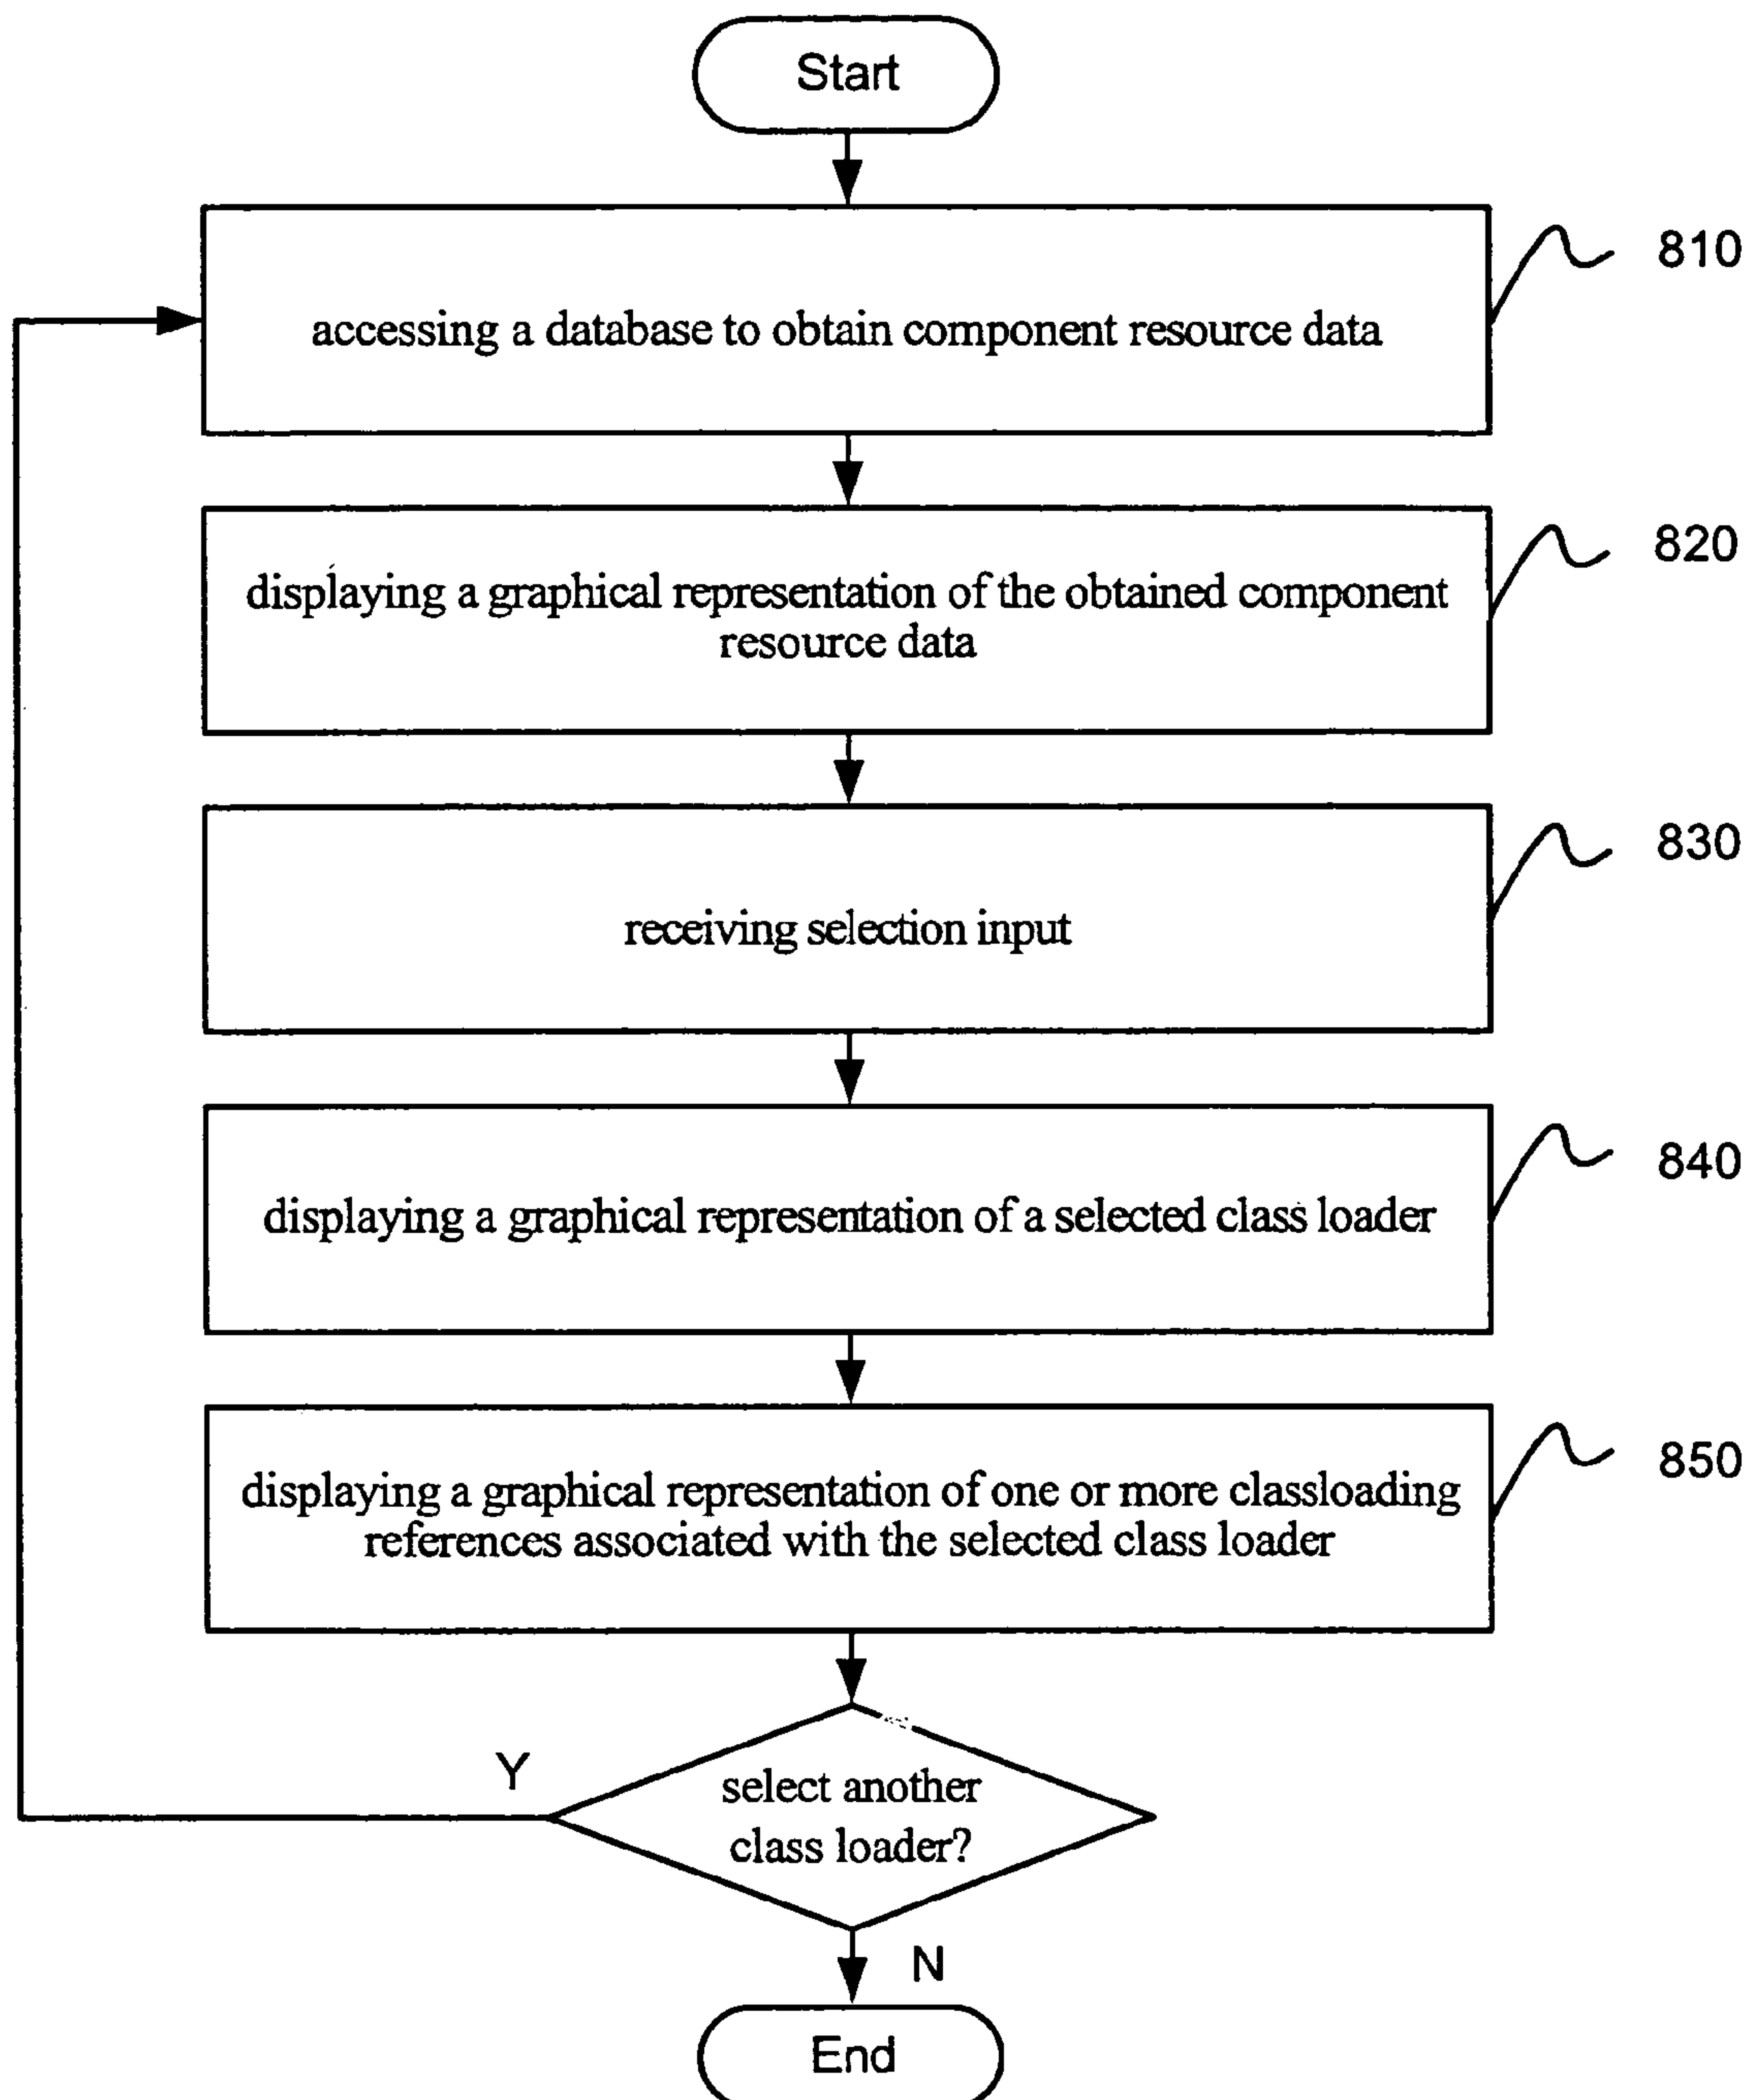 Start
810
accessing a database to obtain component resource data
820
displaying a graphical representation of the obtained component
resource data
830
receiving selection input
840
displaying a graphical representation of a selected class loader
850
displaying a graphical representation of one or more classloading
references associated with the selected class loader
Y
select another
class loader?
N
End